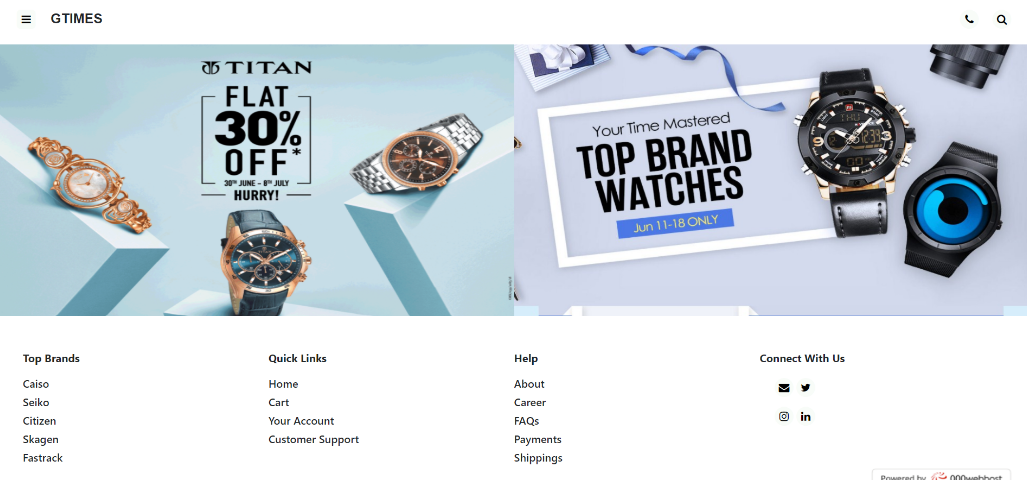 GTIMES
TITAN
FLAT
30%
OFF*
30TH JUNE – 8TH JULY
HURRY!
Your Time Mastered
TOP BRAND
WATCHES
Jun 11-18 ONLY
THU
Top Brands
Caiso
Seiko
Citizen
Skagen
Fastrack
Quick Links
Home
Cart
Your Account
Customer Support
Help
About
Career
FAQs
Payments
Shippings
Connect With Us
Powered by 000webhost